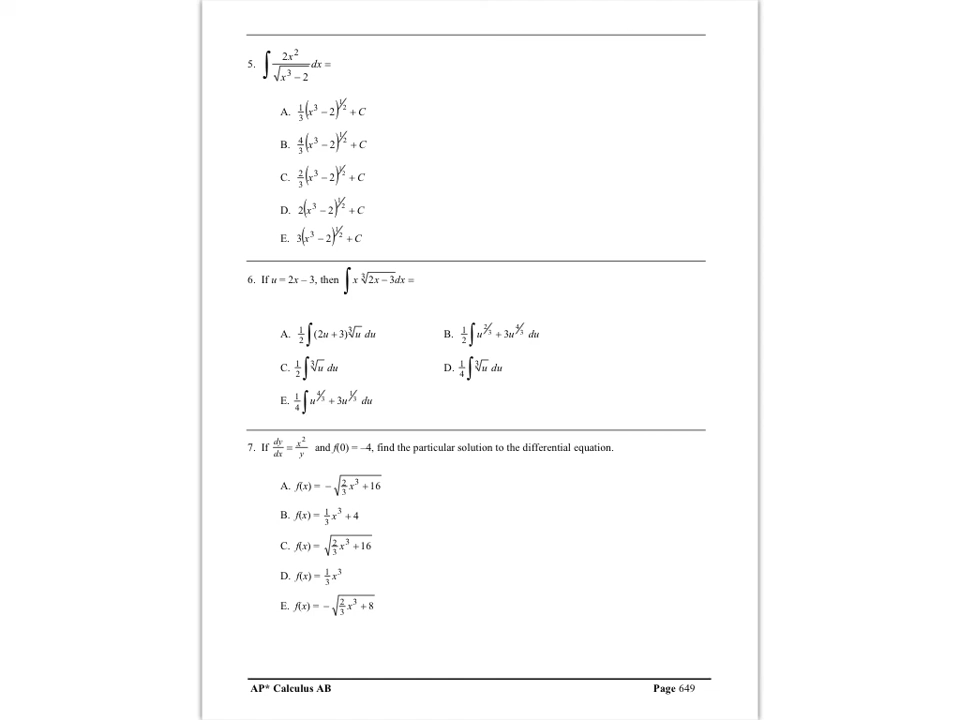 5. ∫ 2x²/√(x³ – 2) dx =
A. 1/3(x³ – 2)^1/2 + C
B. 4/3(x³ – 2)^1/2 + C
C. 2/3(x³ – 2)^1/2 + C
D. 2(x³ – 2)^1/2 + C
E. 3(x³ – 2)^1/2 + C
6. If u = 2x – 3, then ∫ x ∛(2x – 3) dx =
A. 1/2 ∫ (2u + 3)∛u du B. 1/2 ∫ u^2/3 + 3u^4/3 du
C. 1/2 ∫ ∛u du D. 1/4 ∫ ∛u du
E. 1/4 ∫ u^4/3 + 3u^1/3 du
7. If dy/dx = x²/y and f(0) = –4, find the particular solution to the differential equation.
A. f(x) = – √(2/3 x³ + 16)
B. f(x) = 1/3 x³ + 4
C. f(x) = √(2/3 x³ + 16)
D. f(x) = 1/3 x³
E. f(x) = – √(2/3 x³ + 8)
AP* Calculus AB Page 649